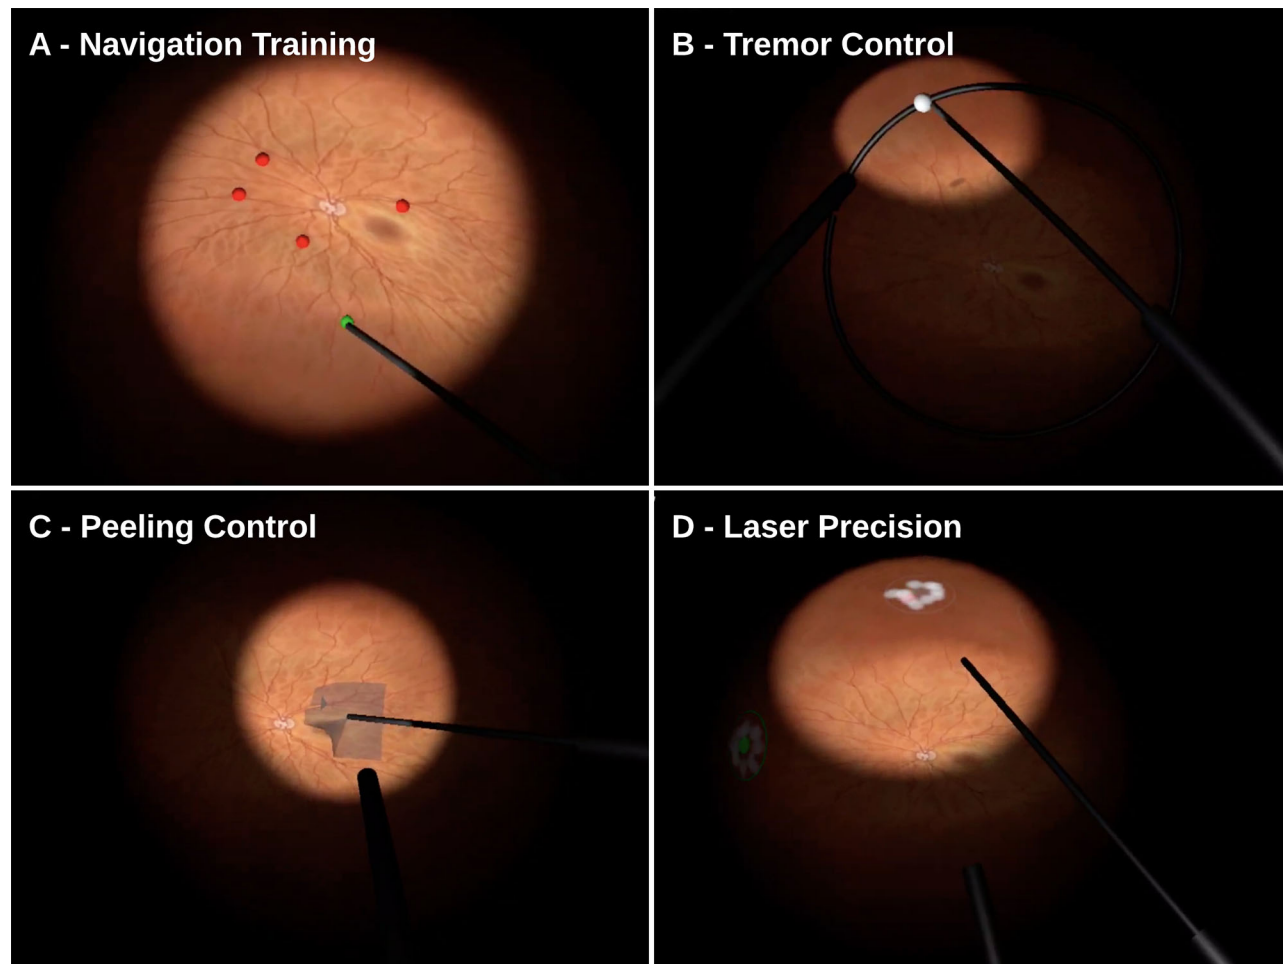 A - Navigation Training
B - Tremor Control
C - Peeling Control
D - Laser Precision